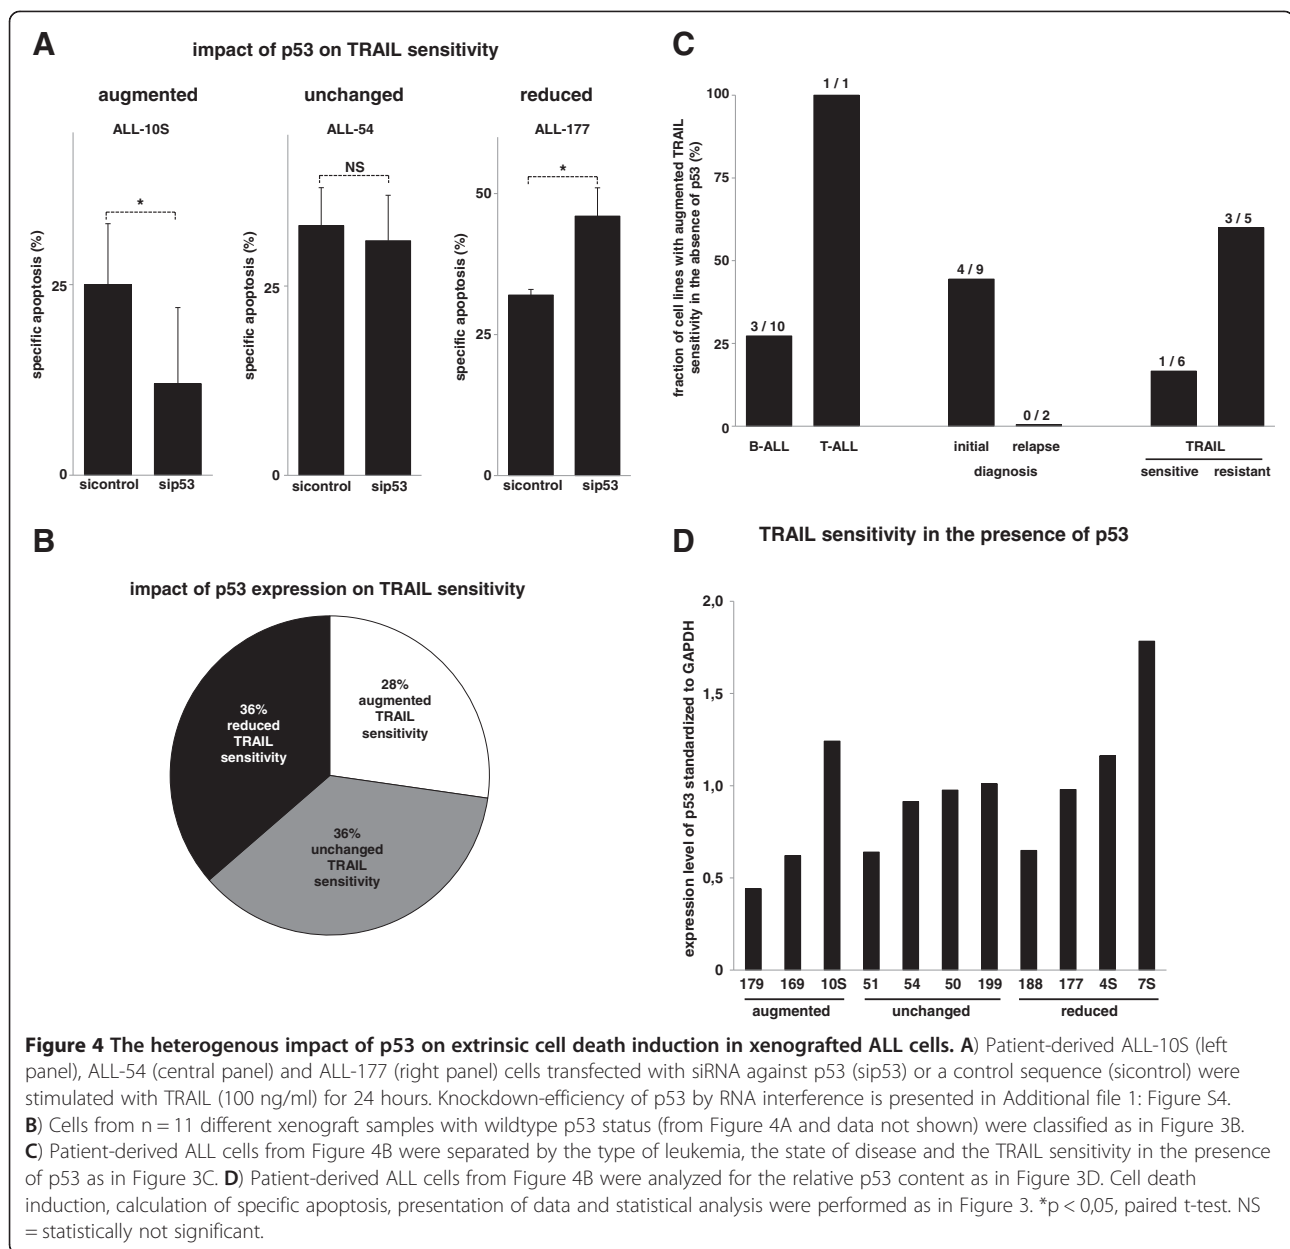 A
impact of p53 on TRAIL sensitivity
augmented
unchanged
reduced
ALL-10S
ALL-54
ALL-177
specific apoptosis (%)
25
0
*
sicontrol
sip53
specific apoptosis (%)
25
0
NS
sicontrol
sip53
specific apoptosis (%)
50
25
0
*
sicontrol
sip53
B
impact of p53 expression on TRAIL sensitivity
28%
augmented
TRAIL
sensitivity
36%
reduced
TRAIL
sensitivity
36%
unchanged
TRAIL
sensitivity
C
fraction of cell lines with augmented TRAIL
sensitivity in the absence of p53 (%)
100
75
50
25
0
3 / 10
1 / 1
4 / 9
0 / 2
1 / 6
3 / 5
B-ALL
T-ALL
initial
relapse
diagnosis
TRAIL
sensitive
resistant
D
TRAIL sensitivity in the presence of p53
expression level of p53 standardized to GAPDH
2,0
1,5
1,0
0,5
0
179
169
10S
51
54
50
199
188
177
4S
7S
augmented
unchanged
reduced
Figure 4 The heterogenous impact of p53 on extrinsic cell death induction in xenografted ALL cells. A) Patient-derived ALL-10S (left
panel), ALL-54 (central panel) and ALL-177 (right panel) cells transfected with siRNA against p53 (sip53) or a control sequence (sicontrol) were
stimulated with TRAIL (100 ng/ml) for 24 hours. Knockdown-efficiency of p53 by RNA interference is presented in Additional file 1: Figure S4.
B) Cells from n = 11 different xenograft samples with wildtype p53 status (from Figure 4A and data not shown) were classified as in Figure 3B.
C) Patient-derived ALL cells from Figure 4B were separated by the type of leukemia, the state of disease and the TRAIL sensitivity in the presence
of p53 as in Figure 3C. D) Patient-derived ALL cells from Figure 4B were analyzed for the relative p53 content as in Figure 3D. Cell death
induction, calculation of specific apoptosis, presentation of data and statistical analysis were performed as in Figure 3. *p < 0,05, paired t-test. NS
= statistically not significant.